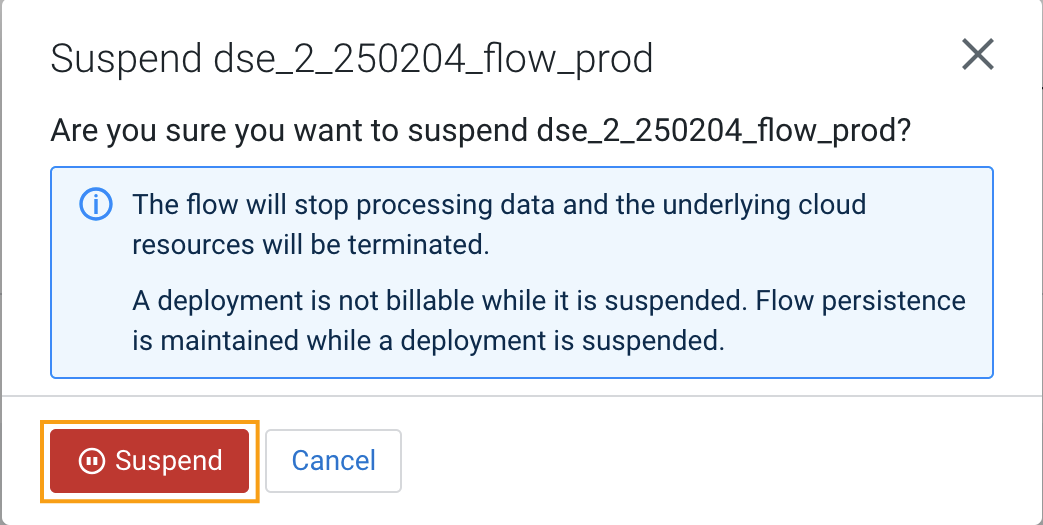 Suspend dse_2_250204_flow_prod
Are you sure you want to suspend dse_2_250204_flow_prod?
The flow will stop processing data and the underlying cloud
resources will be terminated.
A deployment is not billable while it is suspended. Flow persistence
is maintained while a deployment is suspended.
Suspend
Cancel